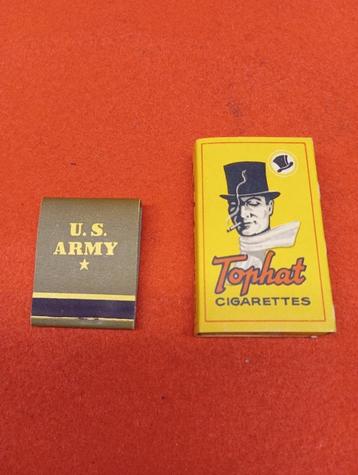 U. S.
ARMY
Tophat
CIGARETTES